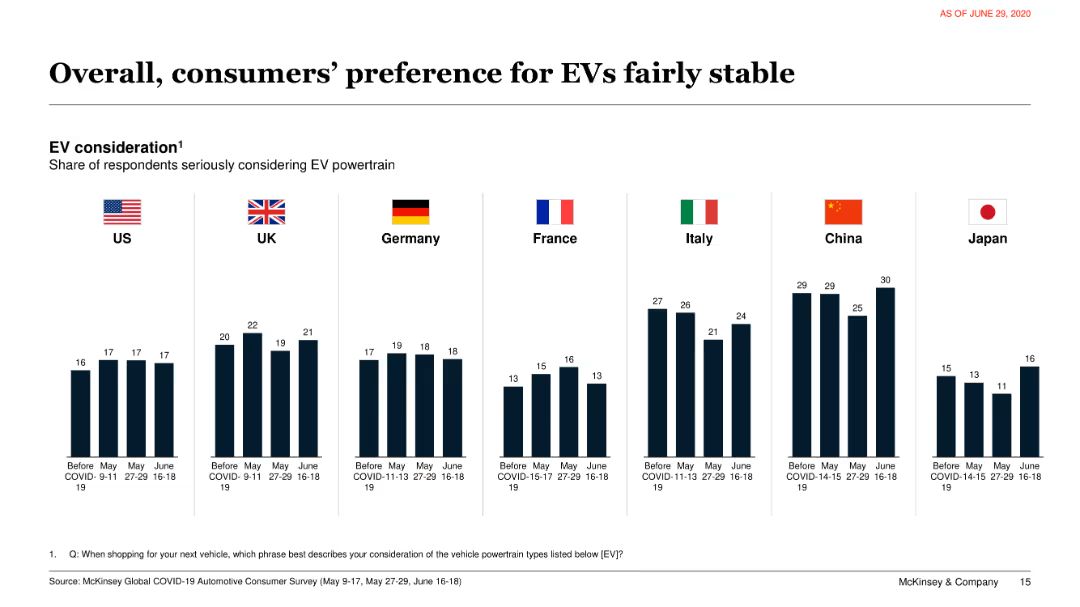 AS OF JUNE 29, 2020
Overall, consumers’ preference for EVs fairly stable
EV consideration1
Share of respondents seriously considering EV powertrain
US
16 17 17 17
Before COVID-19
May 9-11
May 27-29
June 16-18
UK
20 22 19 21
Before COVID-19
May 9-11
May 27-29
June 16-18
Germany
17 19 18 18
Before COVID-19
May 11-13
May 27-29
June 16-18
France
13 15 16 13
Before COVID-19
May 15-17
May 27-29
June 16-18
Italy
27 26 21 24
Before COVID-19
May 11-13
May 27-29
June 16-18
China
29 29 25 30
Before COVID-19
May 14-15
May 27-29
June 16-18
Japan
15 13 11 16
Before COVID-19
May 14-15
May 27-29
June 16-18
1. Q: When shopping for your next vehicle, which phrase best describes your consideration of the vehicle powertrain types listed below [EV]?
Source: McKinsey Global COVID-19 Automotive Consumer Survey (May 9-17, May 27-29, June 16-18)
McKinsey & Company 15